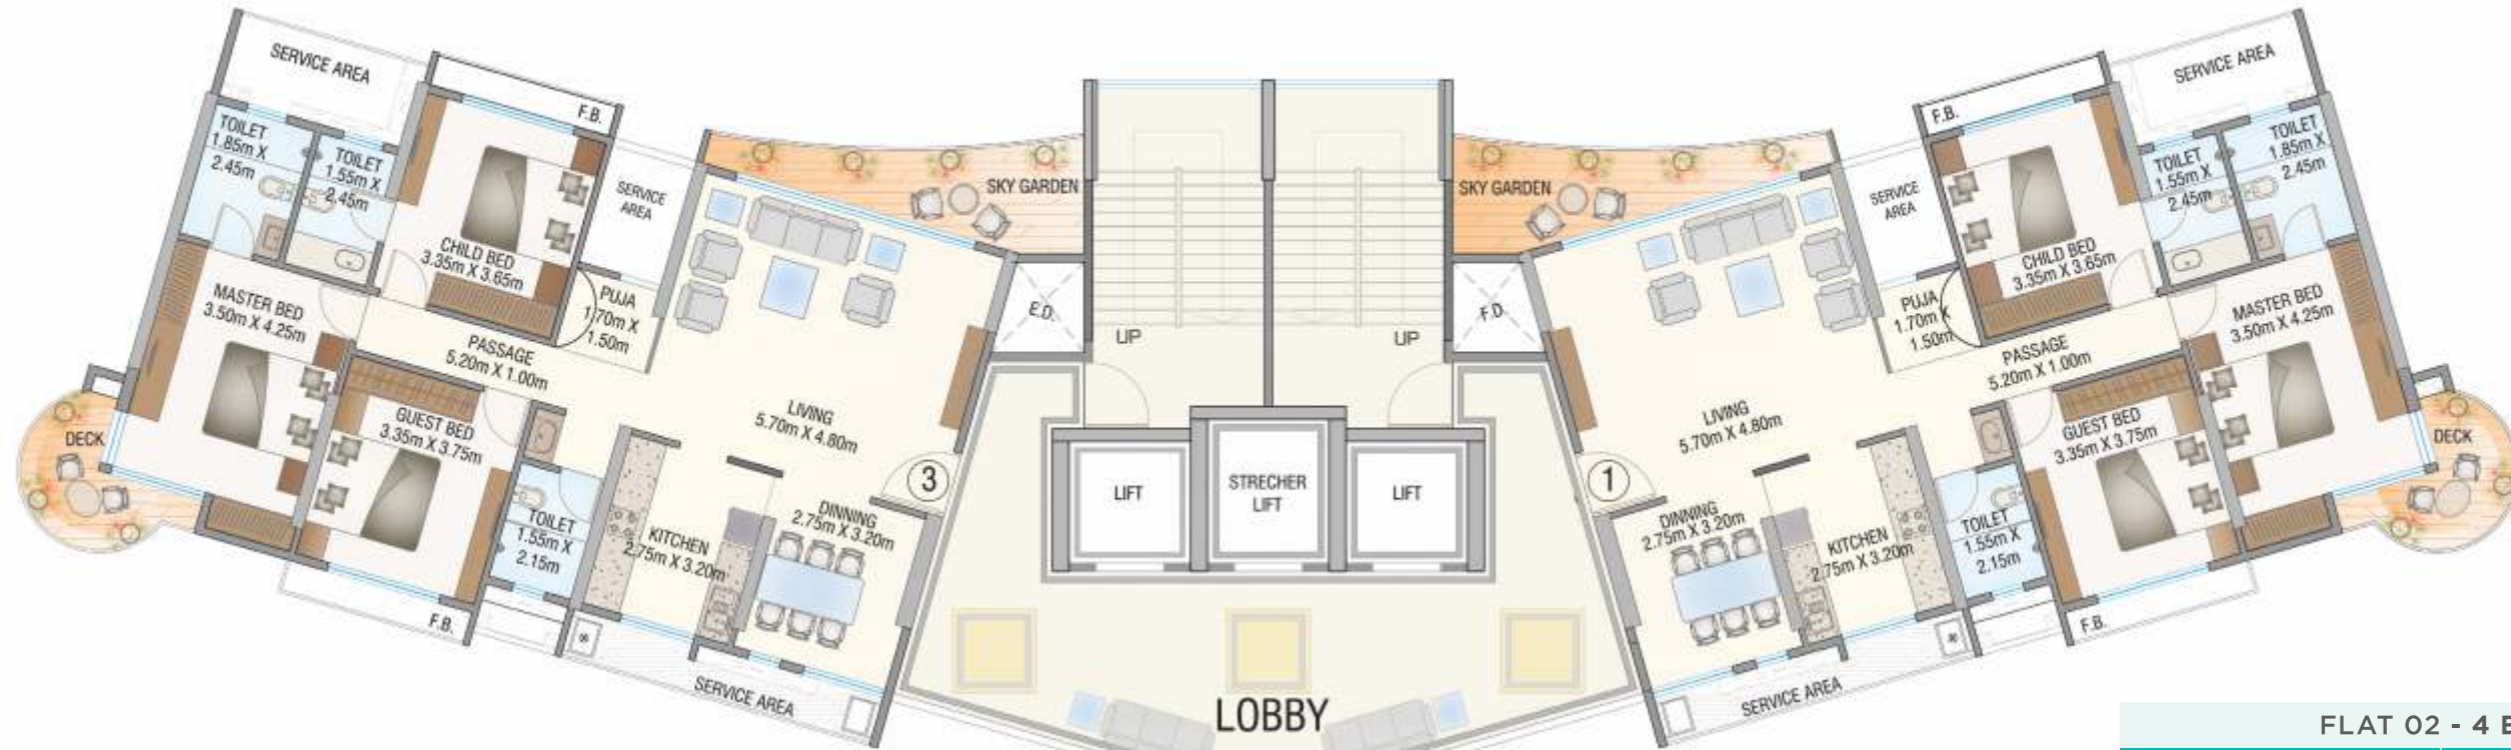 SERVICE AREA
F.B.
TOILET
1.85m X
2.45m
TOILET
1.55m X
2.45m
SERVICE
AREA
CHILD BED
3.35m X 3.65m
SKY GARDEN
MASTER BED
3.50m X 4.25m
PUJA
1.70m X
1.50m
E.D.
UP
PASSAGE
5.20m X 1.00m
DECK
GUEST BED
3.35m X 3.75m
LIVING
5.70m X 4.80m
3
DINNING
2.75m X 3.20m
KITCHEN
2.75m X 3.20m
TOILET
1.55m X
2.15m
F.B.
SERVICE AREA
LIFT
STRECHER
LIFT
LIFT
LOBBY
SKY GARDEN
F.D.
UP
SERVICE AREA
F.B.
TOILET
1.85m X
2.45m
TOILET
1.55m X
2.45m
SERVICE
AREA
CHILD BED
3.35m X 3.65m
MASTER BED
3.50m X 4.25m
PUJA
1.70m X
1.50m
PASSAGE
5.20m X 1.00m
DECK
GUEST BED
3.35m X 3.75m
LIVING
5.70m X 4.80m
1
DINNING
2.75m X 3.20m
KITCHEN
2.75m X 3.20m
TOILET
1.55m X
2.15m
F.B.
SERVICE AREA
FLAT 02 - 4 B